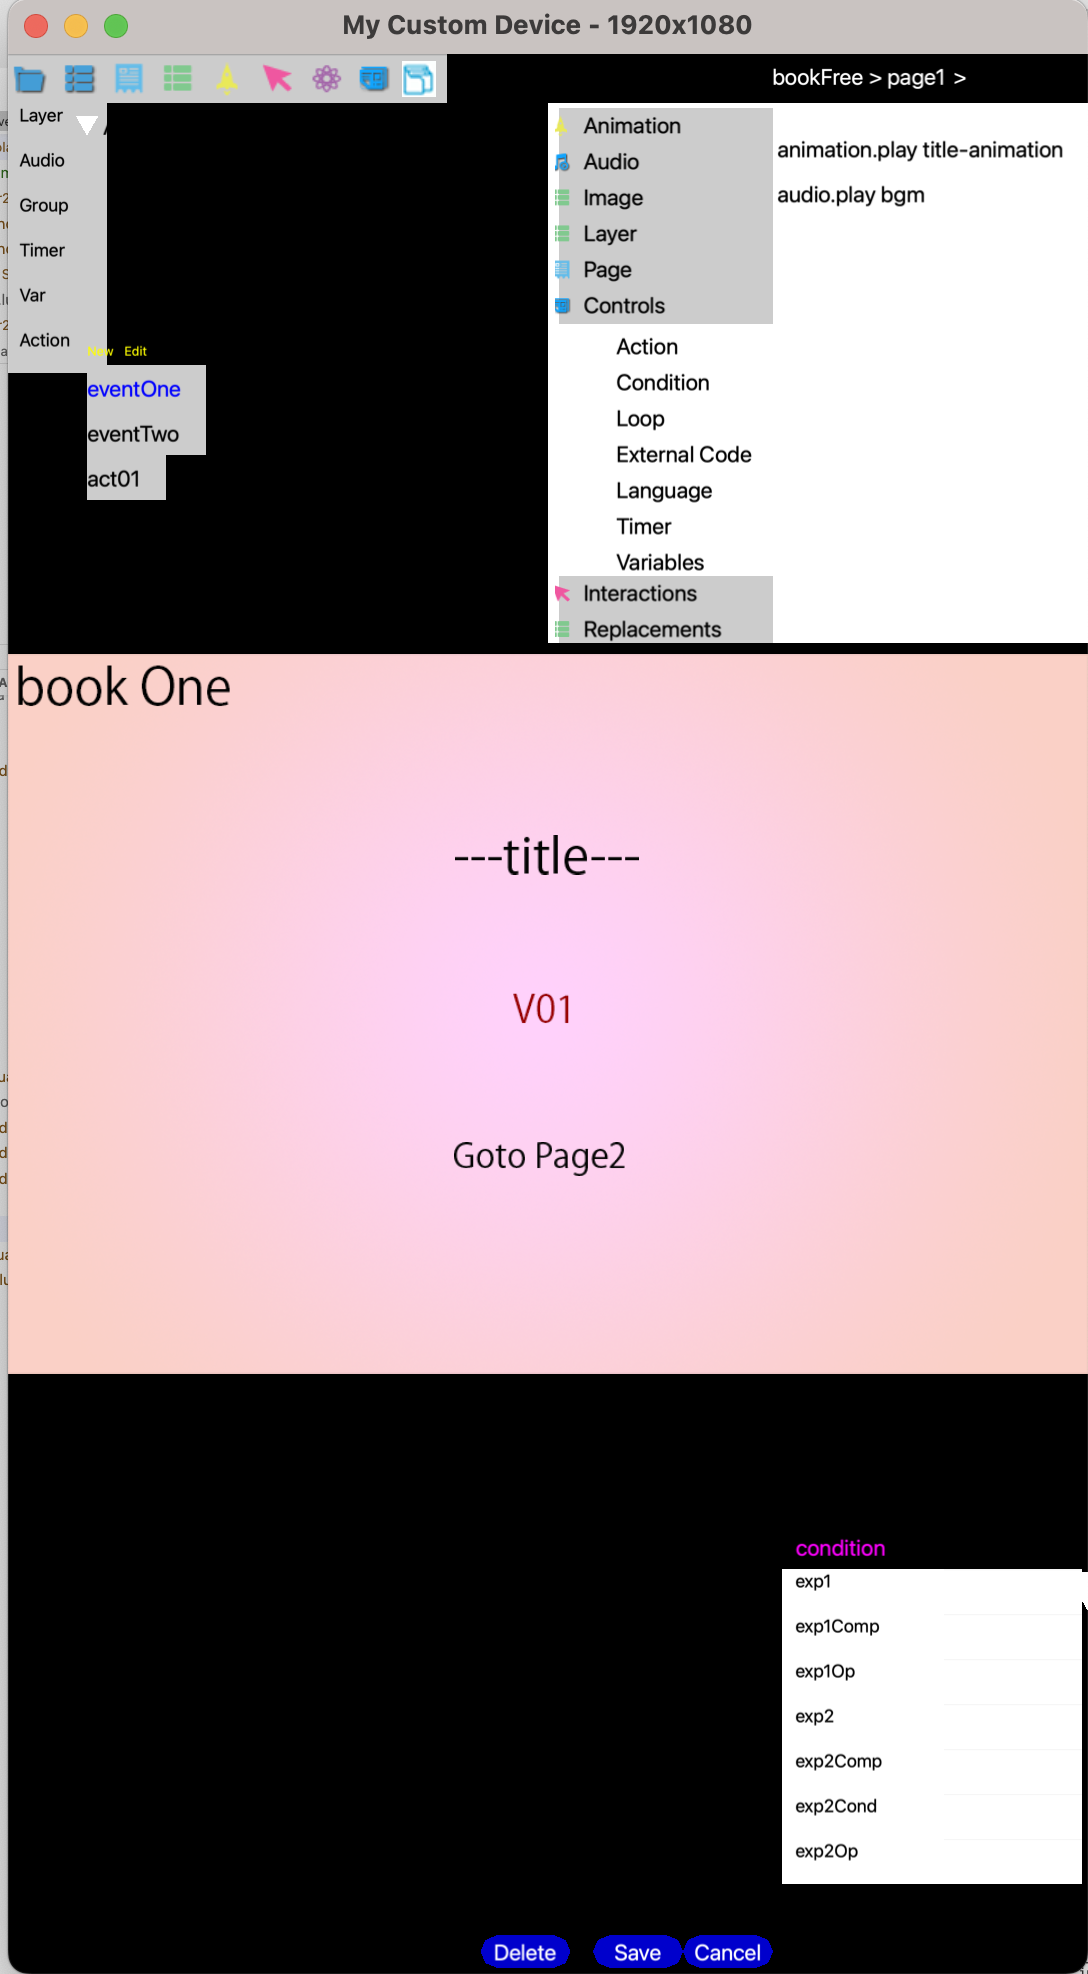 My Custom Device - 1920x1080
bookFree > page1 >
Layer
Audio
Group
Timer
Var
Action
New Edit
eventOne
eventTwo
act01
Animation
Audio
Image
Layer
Page
Controls
Action
Condition
Loop
External Code
Language
Timer
Variables
Interactions
Replacements
animation.play title-animation
audio.play bgm
book One
---title---
V01
Goto Page2
condition
exp1
exp1Comp
exp1Op
exp2
exp2Comp
exp2Cond
exp2Op
Delete Save Cancel